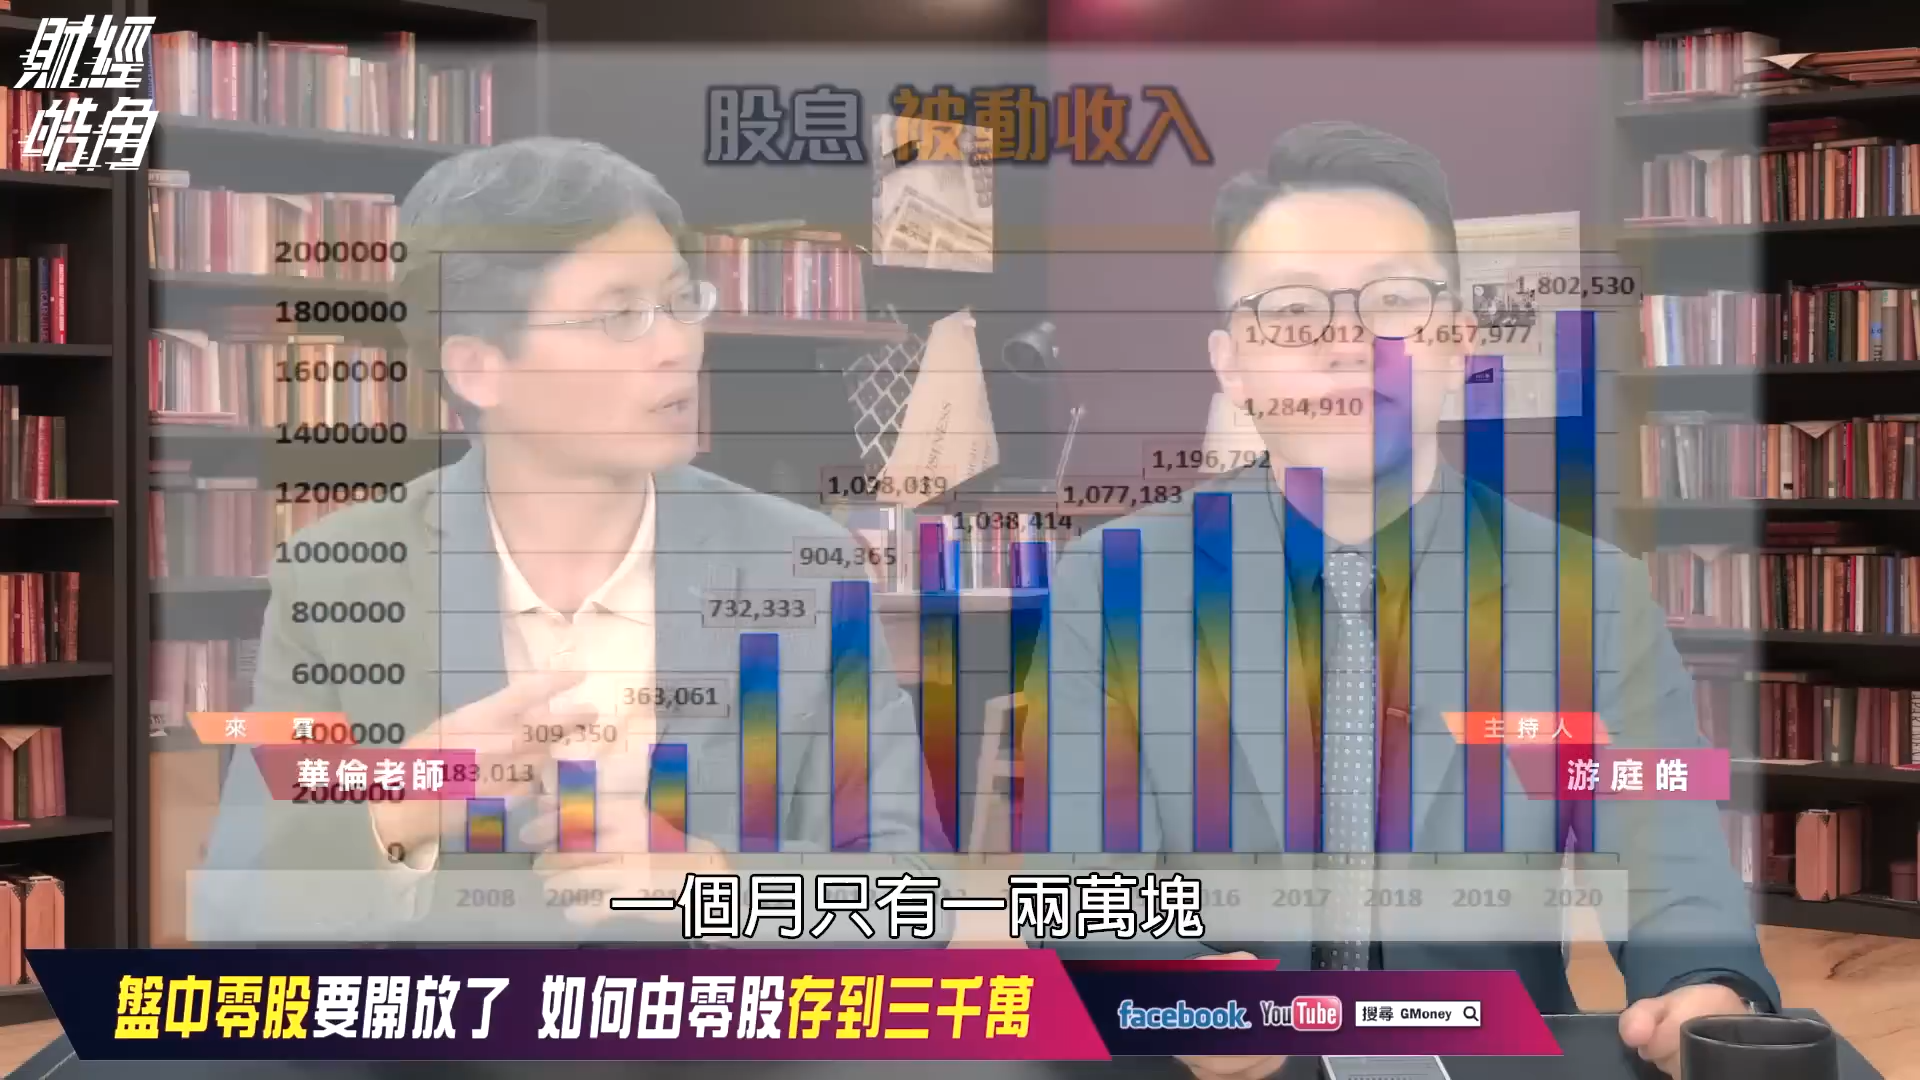 財經
皓角
股息 被動收入
2000000
1800000
1600000
1400000
1200000
1000000
800000
600000
400000
200000
0
183,013
309,350
363,061
732,333
904,365
1,038,414
1,077,183
1,196,792
1,284,910
1,716,012
1,657,977
1,802,530
2008 2009 2017 2018 2019 2020
BUSINESS
來賓
華倫老師
主持人
游庭皓
一個月只有一兩萬塊
盤中零股要開放了 如何由零股存到三千萬
facebook. YouTube 搜尋 GMoney